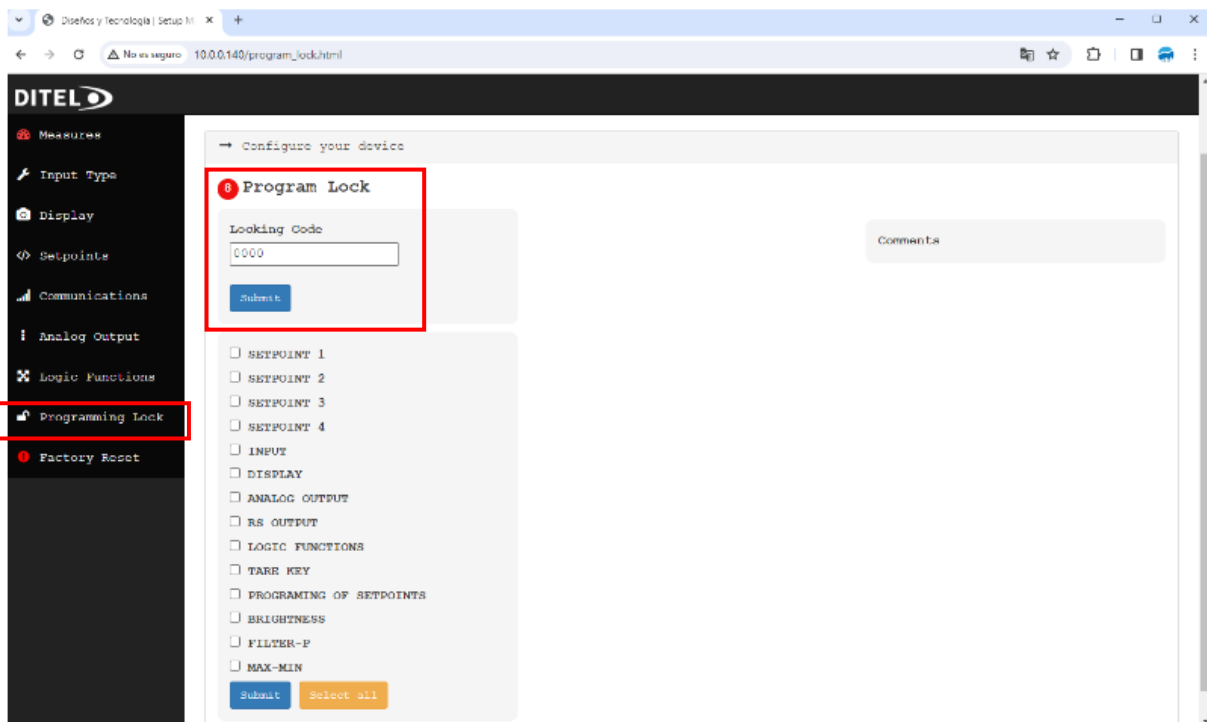 Diseños y Tecnología | Setup M
No es seguro 10.0.0.140/program_lock.html
DITEL
Measures
Input Type
Display
Setpoints
Communications
Analog Output
Logic Functions
Programming Lock
Factory Reset
→ Configure your device
8 Program Lock
Looking Code
0000
Submit
Comments
SETPOINT 1
SETPOINT 2
SETPOINT 3
SETPOINT 4
INPUT
DISPLAY
ANALOG OUTPUT
RS OUTPUT
LOGIC FUNCTIONS
TARE KEY
PROGRAMING OF SETPOINTS
BRIGHTNESS
FILTER-P
MAX-MIN
Submit Select all